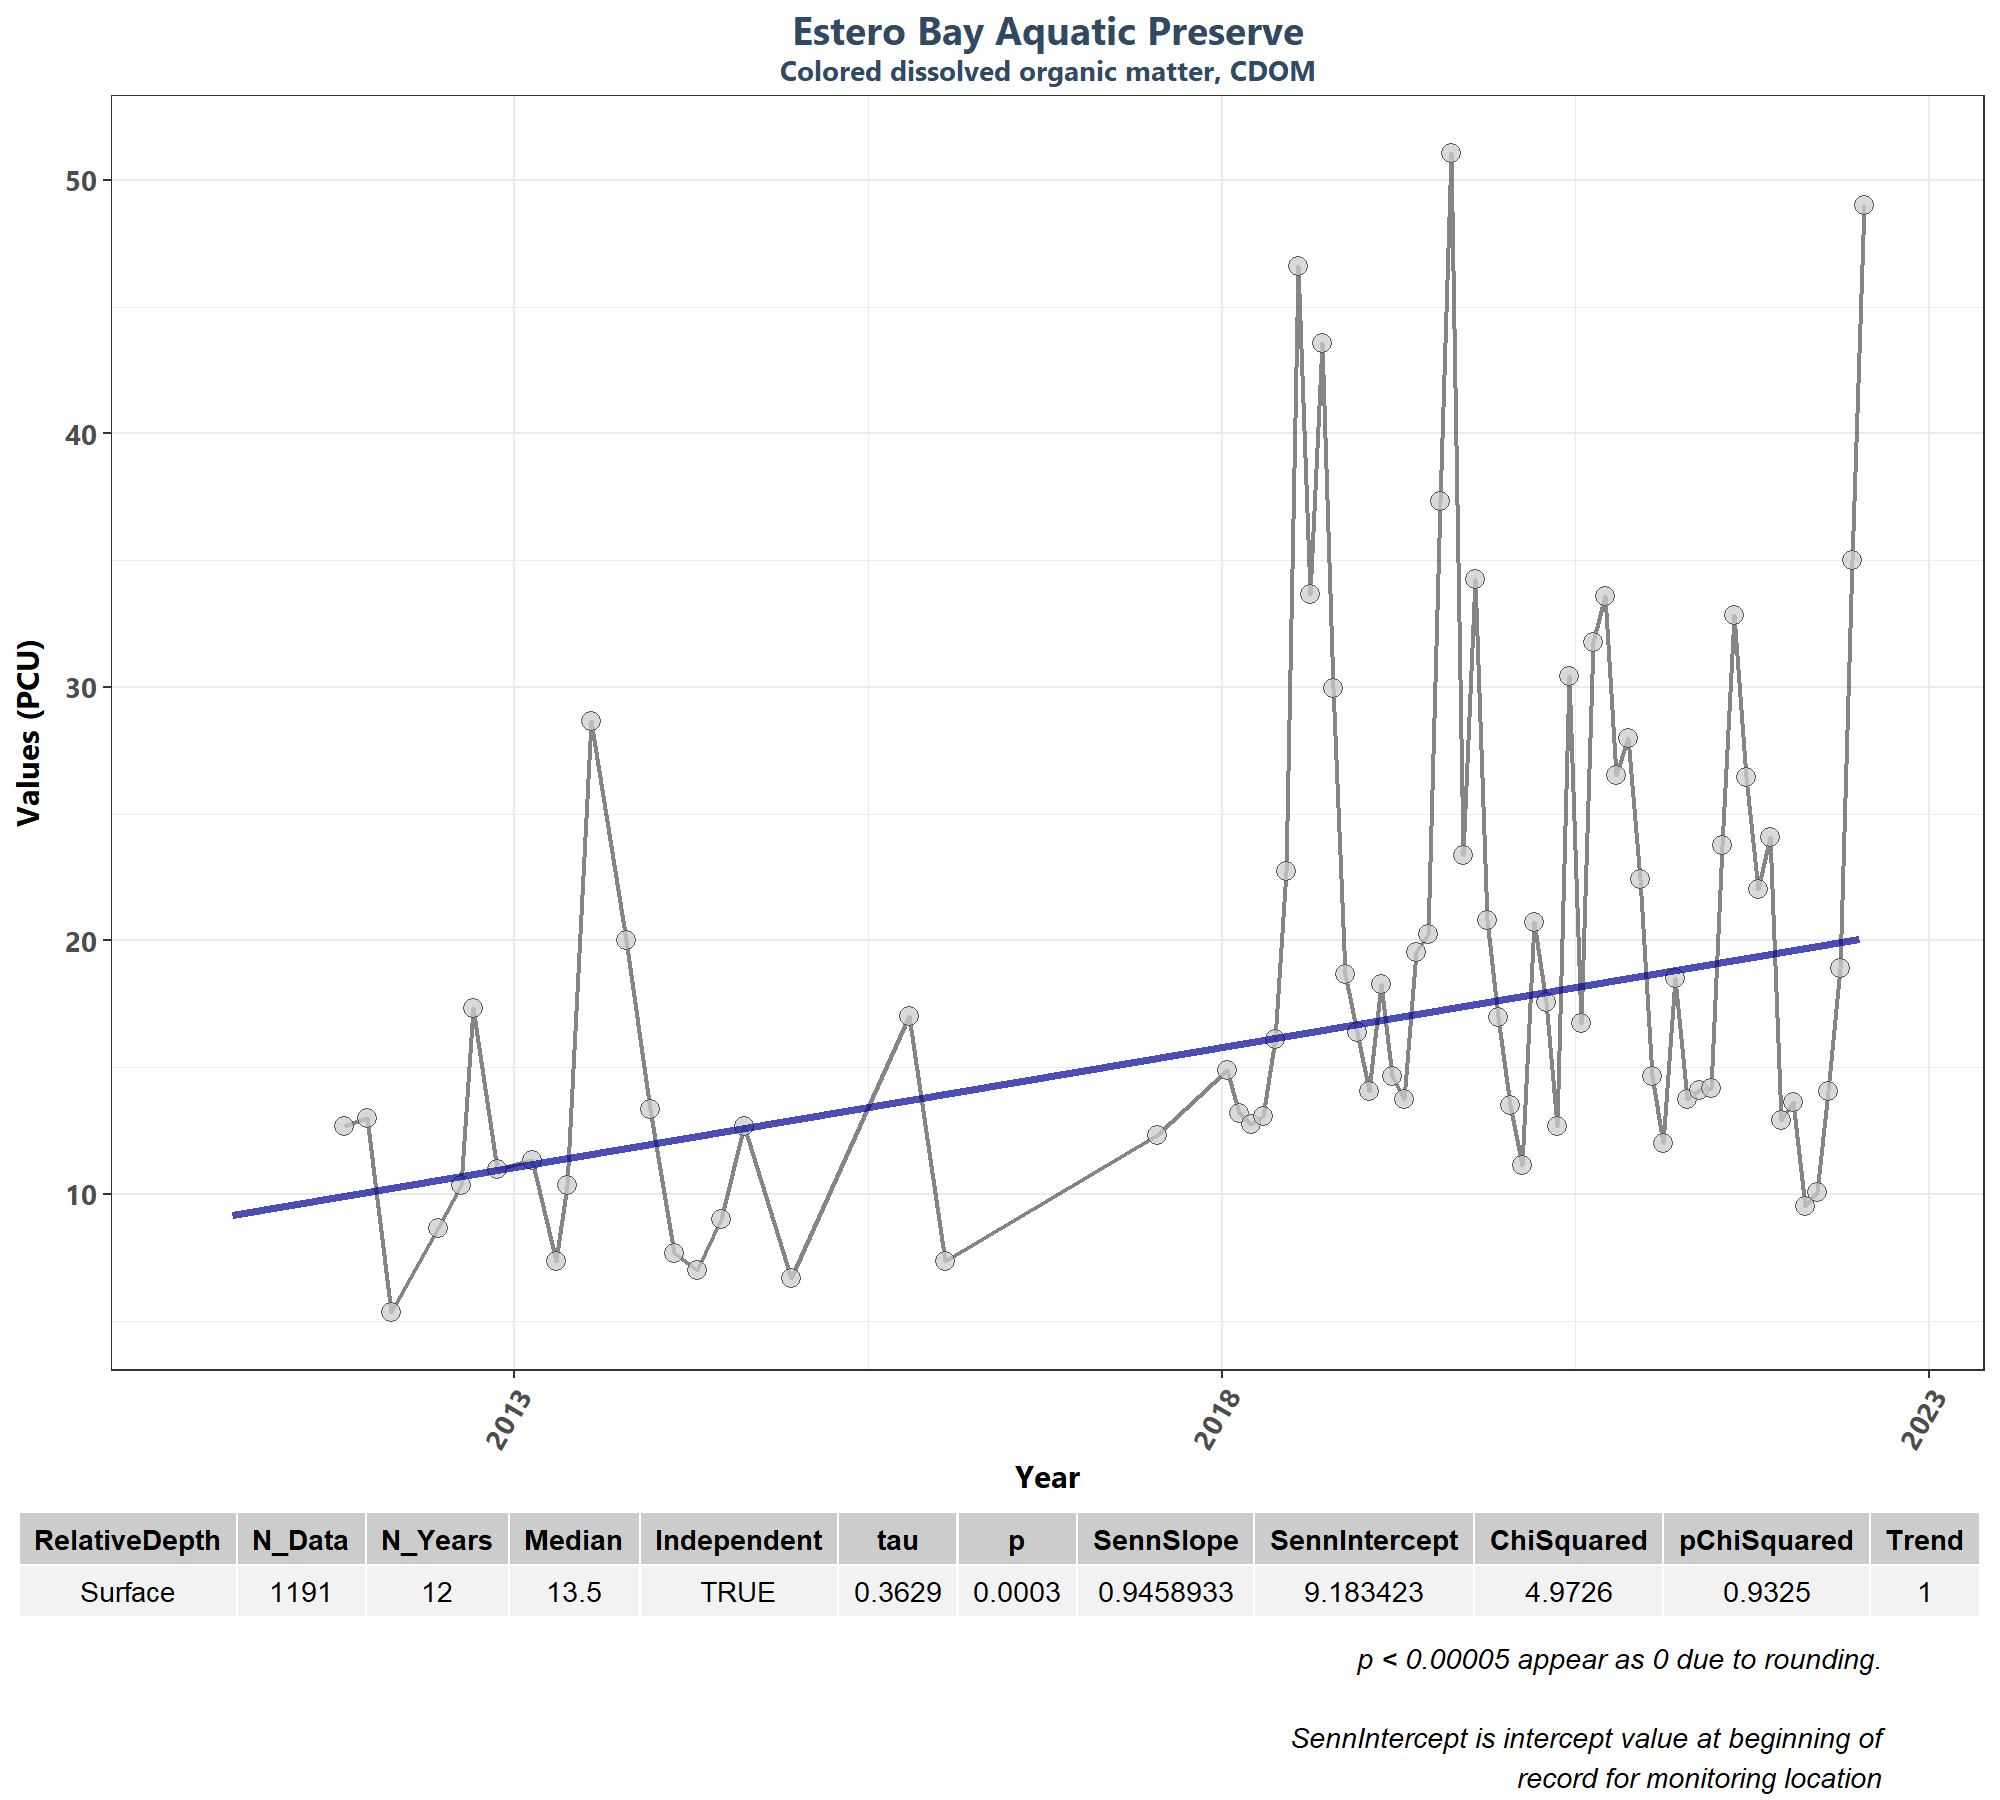 Estero Bay Aquatic Preserve
Colored dissolved organic matter, CDOM
Values (PCU)
50
40
30
20
10
2013
2018
2023
Year
RelativeDepth N_Data N_Years Median Independent tau p SennSlope SennIntercept ChiSquared pChiSquared Trend
Surface 1191 12 13.5 TRUE 0.3629 0.0003 0.9458933 9.183423 4.9726 0.9325 1
p < 0.00005 appear as 0 due to rounding.
SennIntercept is intercept value at beginning of
record for monitoring location